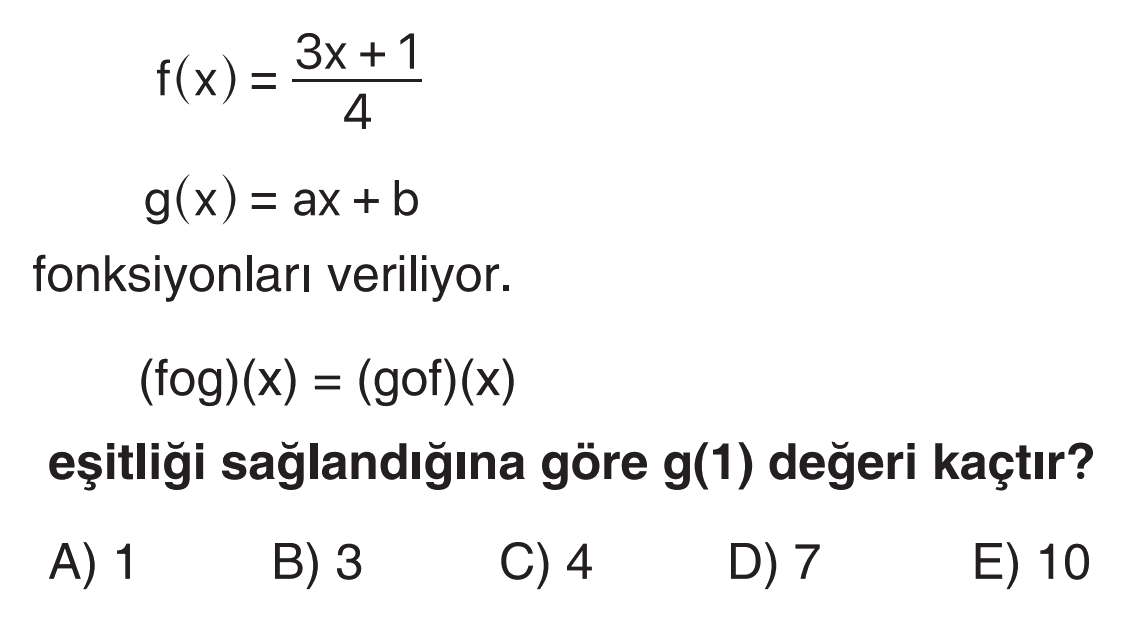 f(x) = \frac{3x + 1}{4}
g(x) = ax + b
fonksiyonları veriliyor.
(fog)(x) = (gof)(x)
eşitliği sağlandığına göre g(1) değeri kaçtır?
A) 1 B) 3 C) 4 D) 7 E) 10